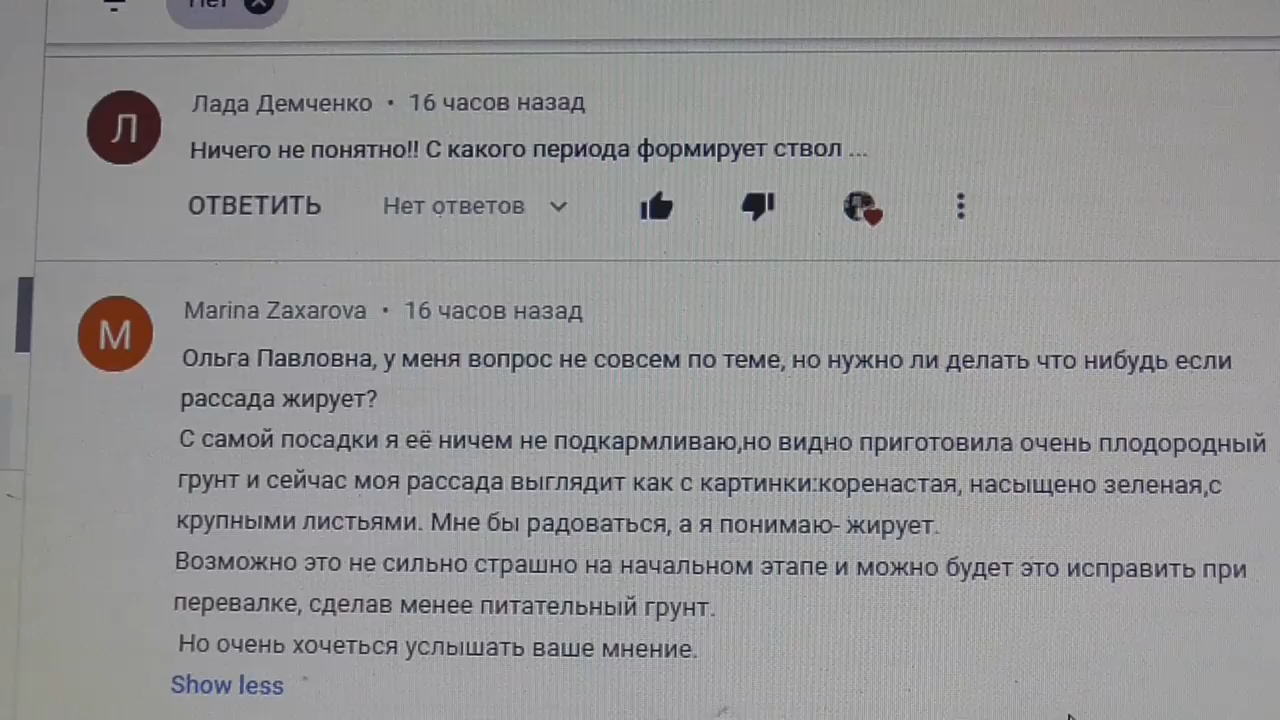 Нет
Л
Лада Демченко • 16 часов назад
Ничего не понятно!! С какого периода формирует ствол ...
ОТВЕТИТЬ Нет ответов
М
Marina Zaxarova • 16 часов назад
Ольга Павловна, у меня вопрос не совсем по теме, но нужно ли делать что нибудь если
рассада жирует?
С самой посадки я её ничем не подкармливаю,но видно приготовила очень плодородный
грунт и сейчас моя рассада выглядит как с картинки:коренастая, насыщено зеленая,с
крупными листьями. Мне бы радоваться, а я понимаю- жирует.
Возможно это не сильно страшно на начальном этапе и можно будет это исправить при
перевалке, сделав менее питательный грунт.
Но очень хочеться услышать ваше мнение.
Show less